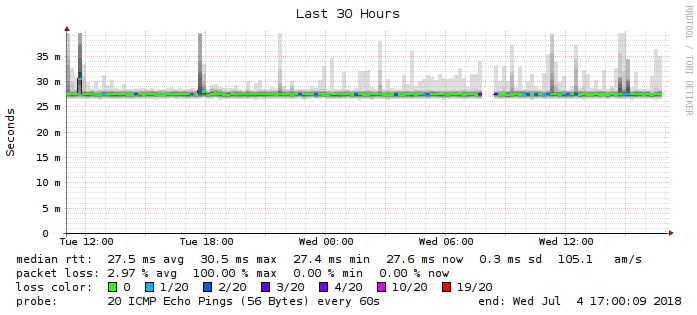 Last 30 Hours
RRDTOOL / TOBI OETIKER
Seconds
35 m
30 m
25 m
20 m
15 m
10 m
5 m
0
Tue 12:00 Tue 18:00 Wed 00:00 Wed 06:00 Wed 12:00
median rtt: 27.5 ms avg 30.5 ms max 27.4 ms min 27.6 ms now 0.3 ms sd 105.1 am/s
packet loss: 2.97 % avg 100.00 % max 0.00 % min 0.00 % now
loss color: 0 1/20 2/20 3/20 4/20 10/20 19/20
probe: 20 ICMP Echo Pings (56 Bytes) every 60s end: Wed Jul 4 17:00:09 2018